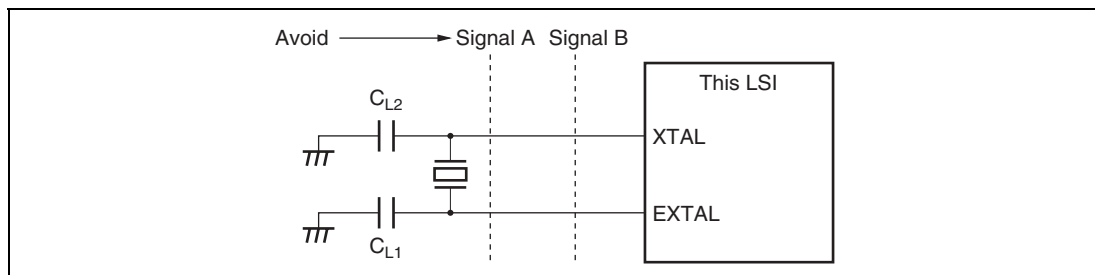 Avoid Signal A Signal B
This LSI
CL2
XTAL
EXTAL
CL1